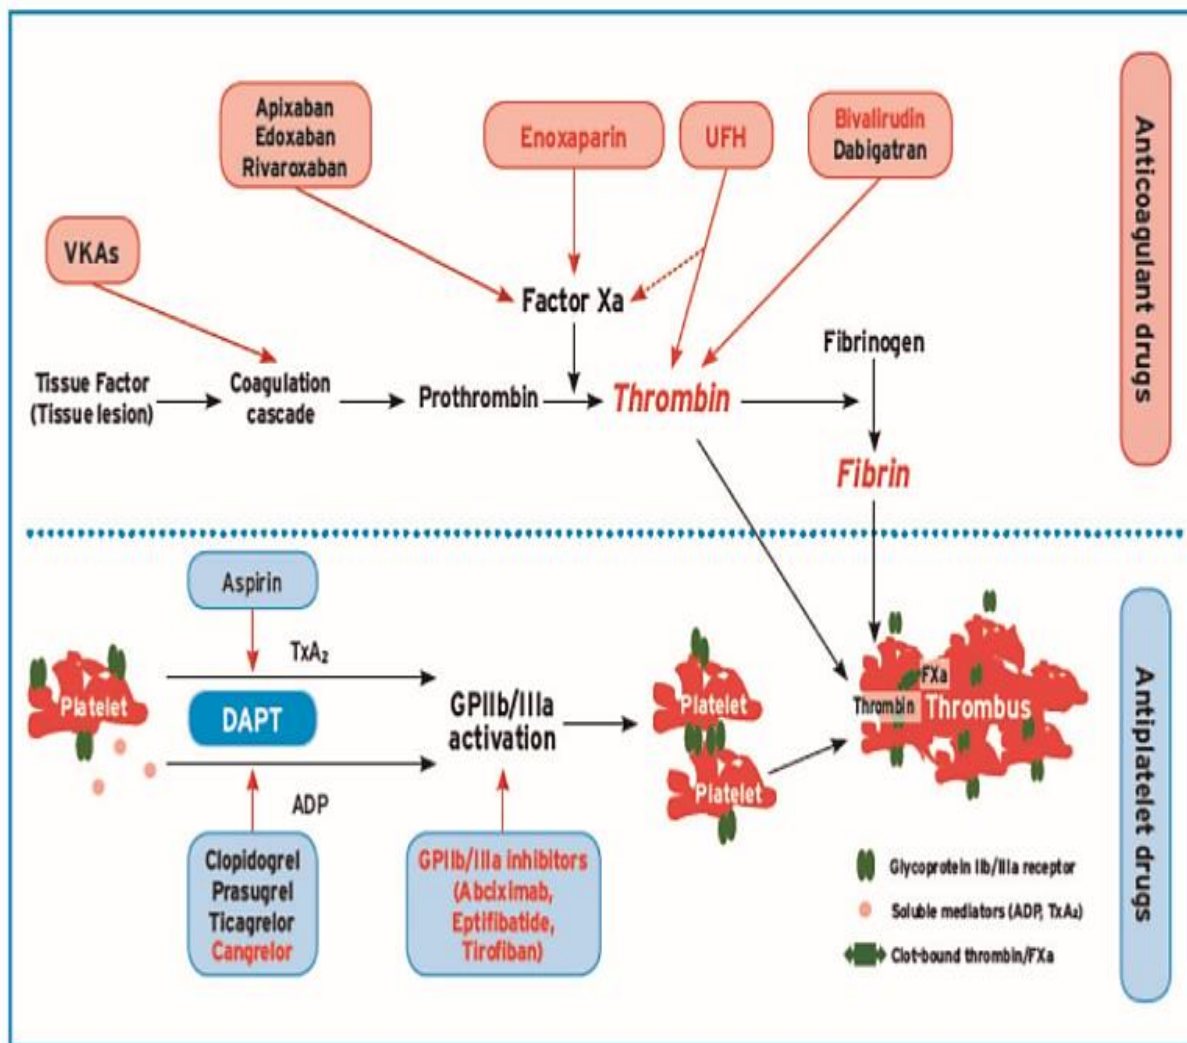 Anticoagulant drugs
Apixaban
Edoxaban
Rivaroxaban
Enoxaparin
UFH
Bivalirudin
Dabigatran
VKAs
Factor Xa
Fibrinogen
Tissue Factor
(Tissue lesion)
Coagulation
cascade
Prothrombin
Thrombin
Fibrin
Antiplatelet drugs
Aspirin
TxA₂
Platelet
DAPT
GPIIb/IIIa
activation
ADP
Clopidogrel
Prasugrel
Ticagrelor
Cangrelor
GPIIb/IIIa inhibitors
(Abciximab,
Eptifibatide,
Tirofiban)
Platelet
Platelet
FXa
Thrombin
Thrombus
Glycoprotein IIb/IIIa receptor
Soluble mediators (ADP, TxA₂)
Clot-bound thrombin/FXa